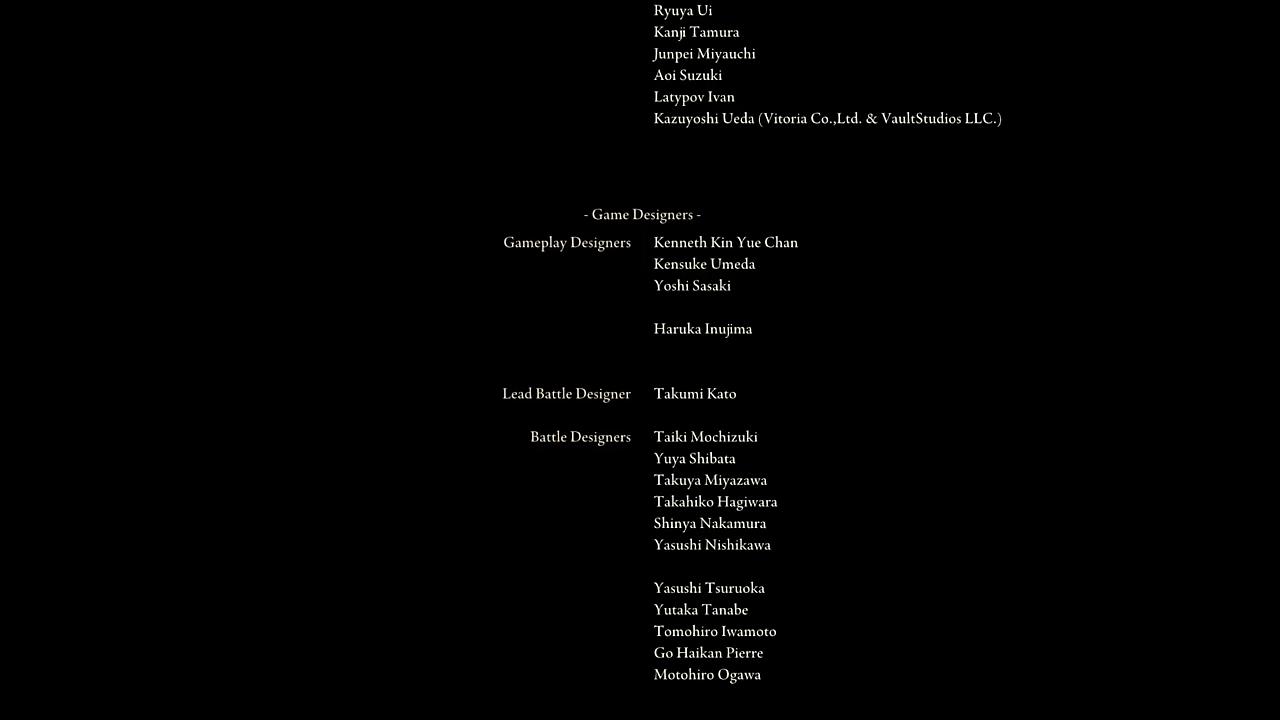 Ryuya Ui
Kanji Tamura
Junpei Miyauchi
Aoi Suzuki
Latypov Ivan
Kazuyoshi Ueda (Vitoria Co.,Ltd. & VaultStudios LLC.)
- Game Designers -
Gameplay Designers Kenneth Kin Yue Chan
Kensuke Umeda
Yoshi Sasaki
Haruka Inujima
Lead Battle Designer Takumi Kato
Battle Designers Taiki Mochizuki
Yuya Shibata
Takuya Miyazawa
Takahiko Hagiwara
Shinya Nakamura
Yasushi Nishikawa
Yasushi Tsuruoka
Yutaka Tanabe
Tomohiro Iwamoto
Go Haikan Pierre
Motohiro Ogawa